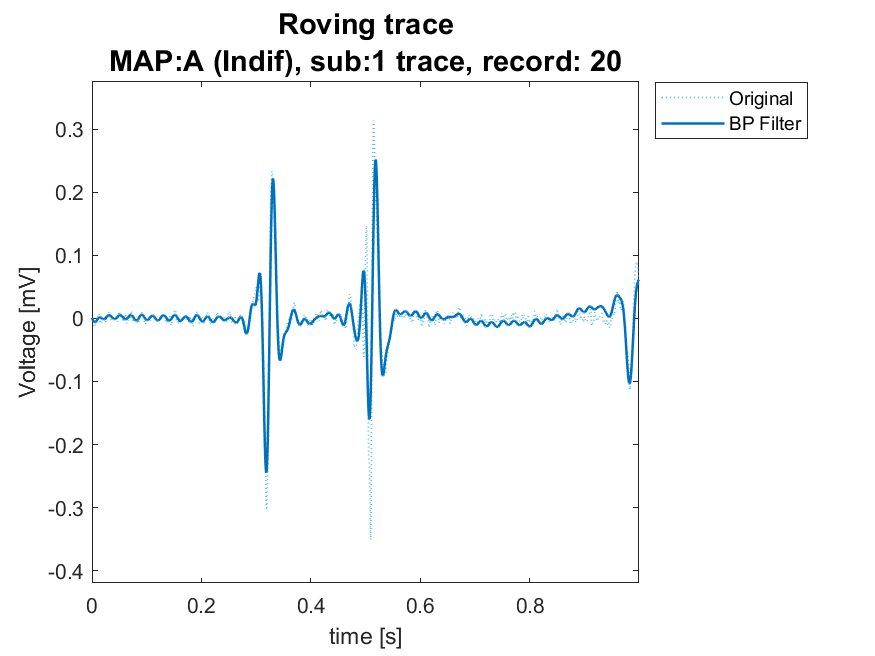 Roving trace
MAP:A (Indif), sub:1 trace, record: 20
Original
BP Filter
0.3
0.2
0.1
0
-0.1
-0.2
-0.3
-0.4
Voltage [mV]
0
0.2
0.4
0.6
0.8
time [s]